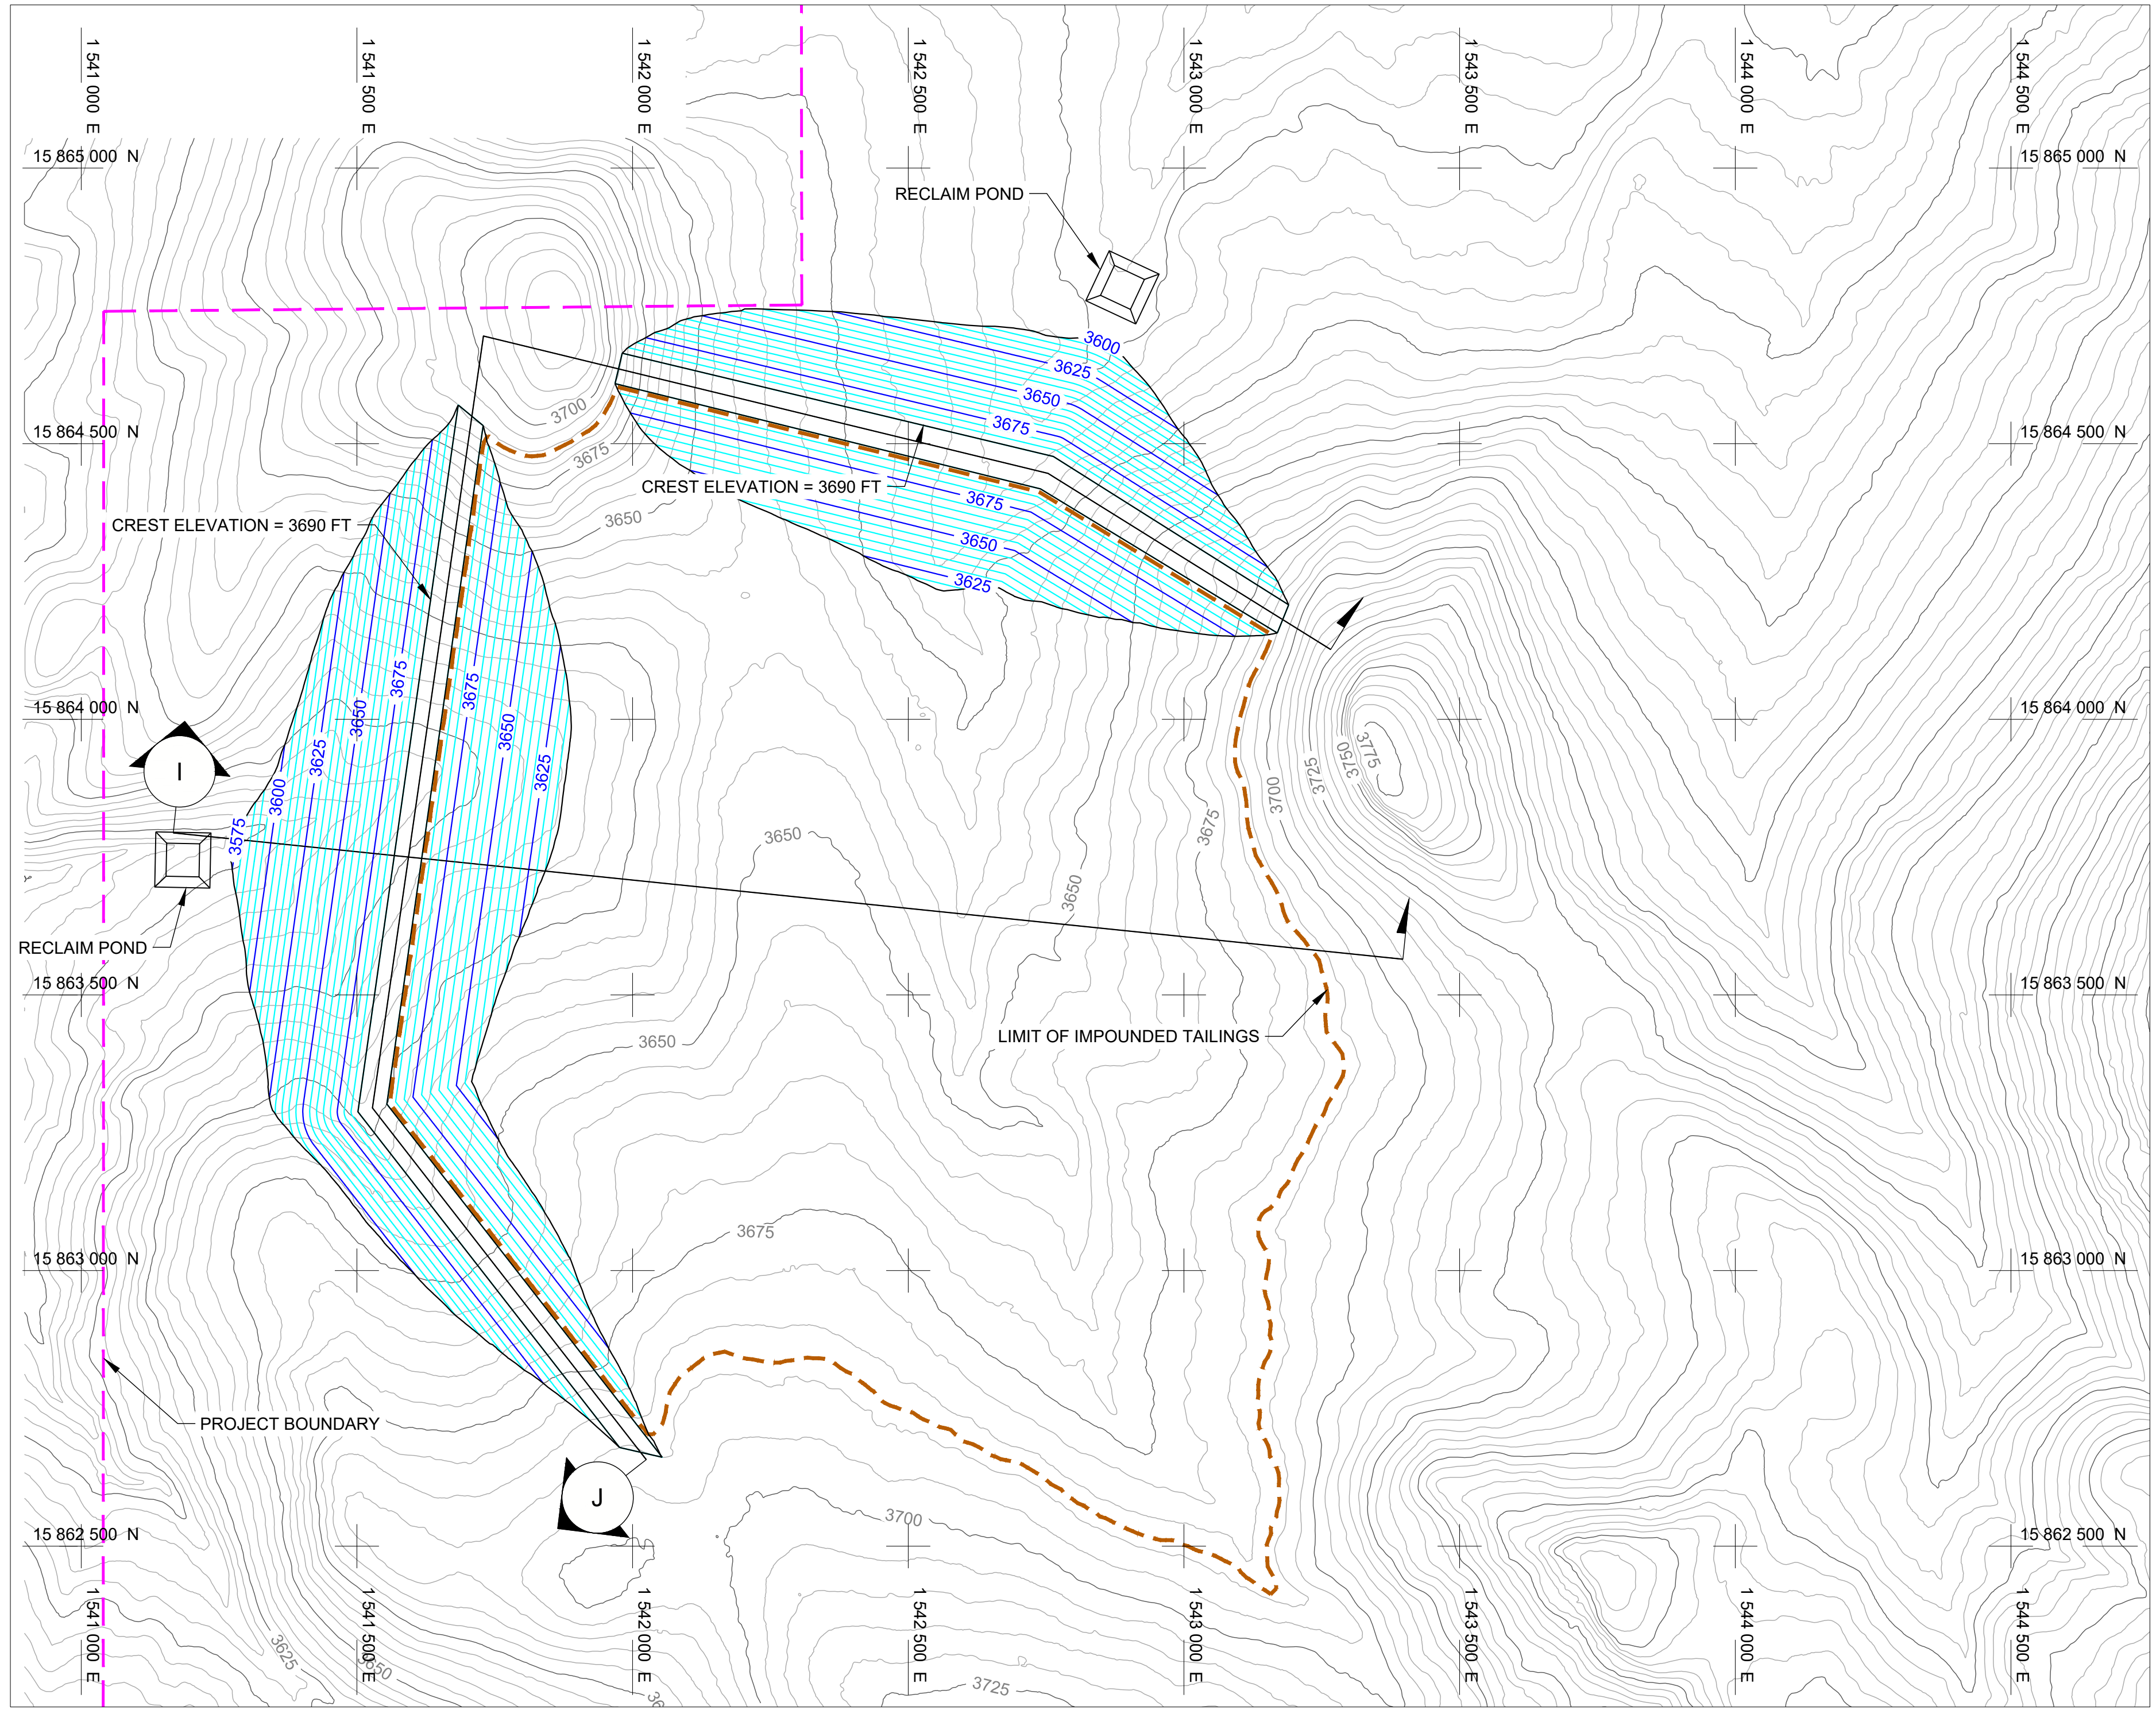 1 541 000 E
1 541 500 E
1 542 000 E
1 542 500 E
1 543 000 E
1 543 500 E
1 544 000 E
1 544 500 E
15 865 000 N
15 865 000 N
RECLAIM POND
3600
3625
3650
3675
3700
3675
3650
15 864 500 N
15 864 500 N
CREST ELEVATION = 3690 FT
CREST ELEVATION = 3690 FT
3675
3650
3625
15 864 000 N
15 864 000 N
I
3575
3600
3625
3650
3675
3675
3650
3625
3650
3650
3675
3700
3725
3750
3775
RECLAIM POND
15 863 500 N
15 863 500 N
3650
LIMIT OF IMPOUNDED TAILINGS
3675
15 863 000 N
15 863 000 N
PROJECT BOUNDARY
J
3700
15 862 500 N
15 862 500 N
1 541 000 E
1 541 500 E
1 542 000 E
1 542 500 E
1 543 000 E
1 543 500 E
1 544 000 E
1 544 500 E
3625
3650
3725